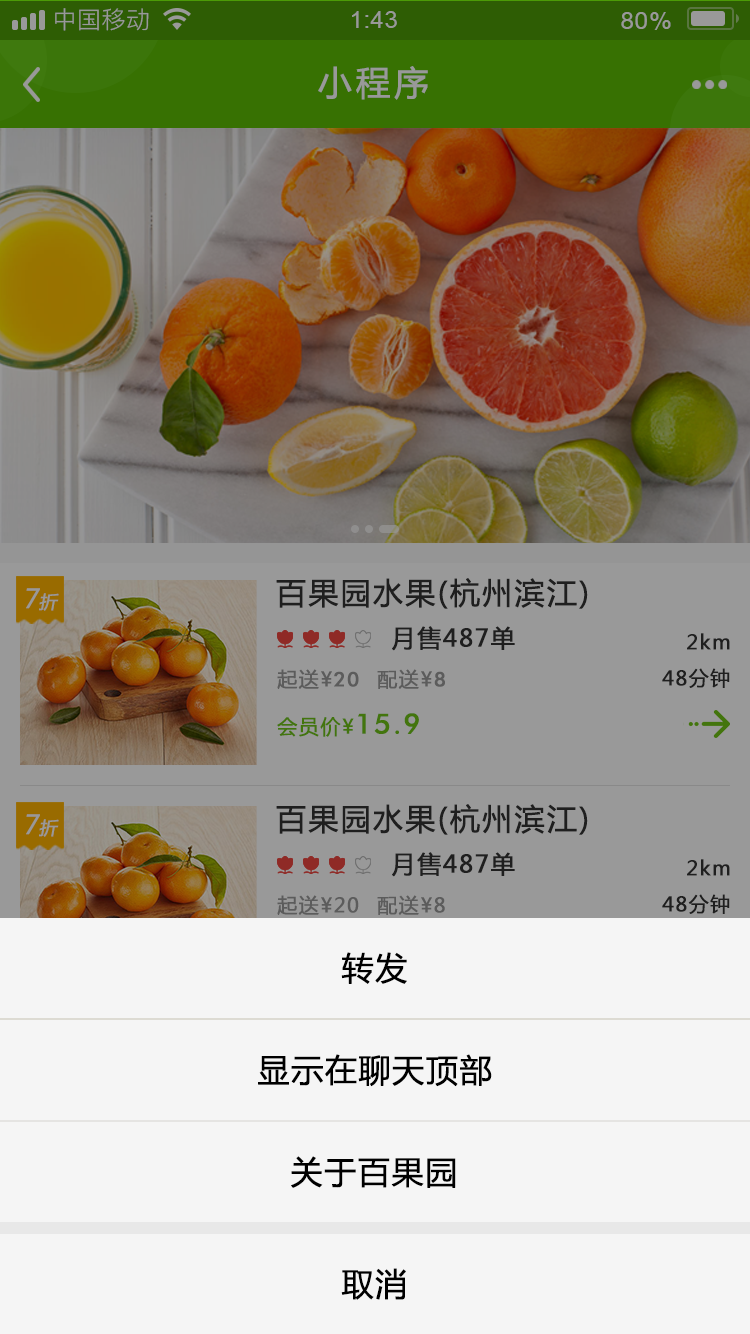 中国移动
1:43
80%
小程序
7折
百果园水果(杭州滨江)
月售487单
2km
起送¥20 配送¥8
48分钟
会员价¥15.9
7折
百果园水果(杭州滨江)
月售487单
2km
起送¥20 配送¥8
48分钟
转发
显示在聊天顶部
关于百果园
取消